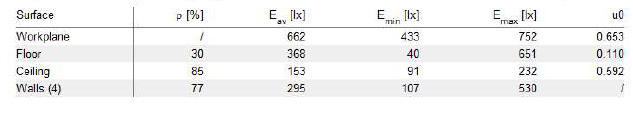 Surface ρ [%] Eav [lx] Emin [lx] Emax [lx] u0
Workplane / 662 433 752 0.653
Floor 30 368 40 651 0.110
Ceiling 85 153 91 232 0.592
Walls (4) 77 295 107 530 /